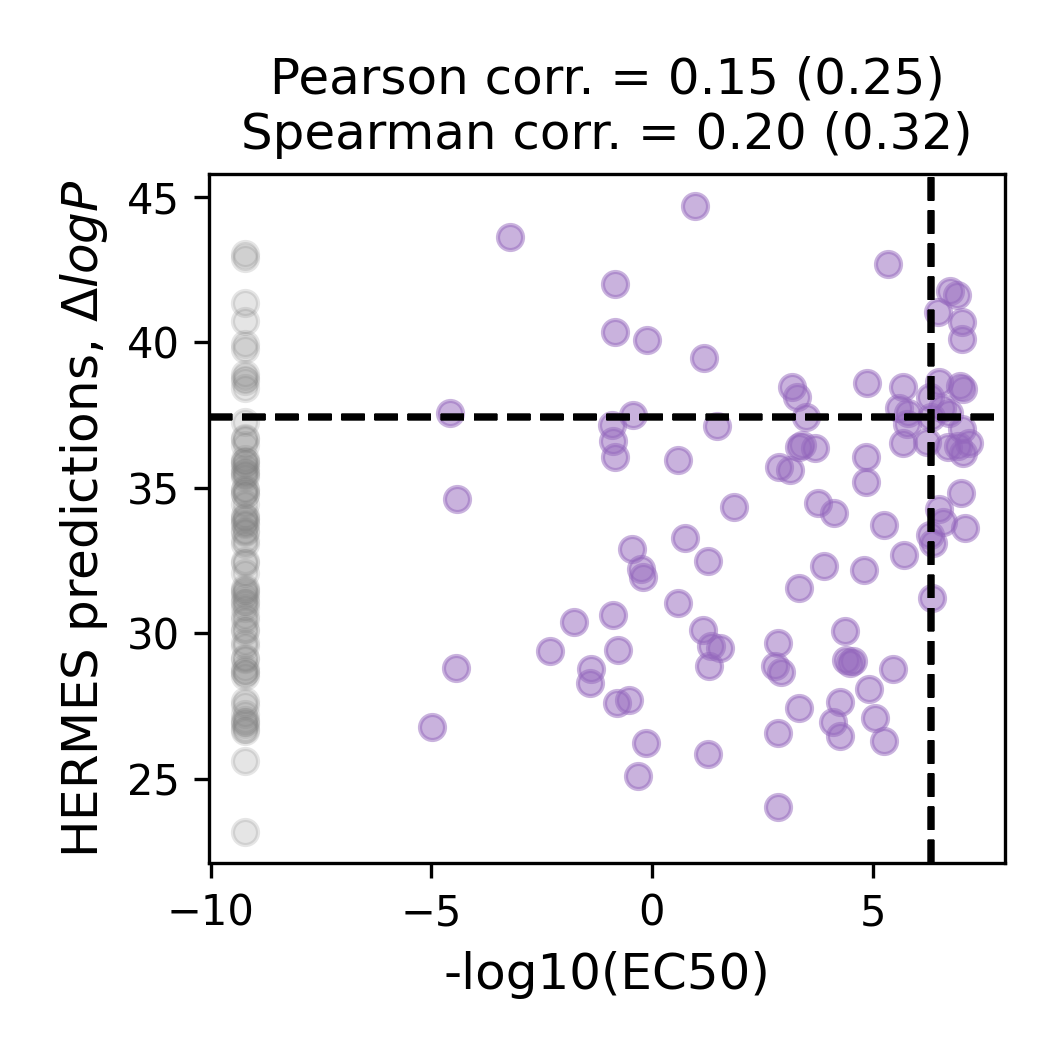 Pearson corr. = 0.15 (0.25)
Spearman corr. = 0.20 (0.32)
HERMES predictions, ΔlogP
45
40
35
30
25
−10
−5
0
5
-log10(EC50)